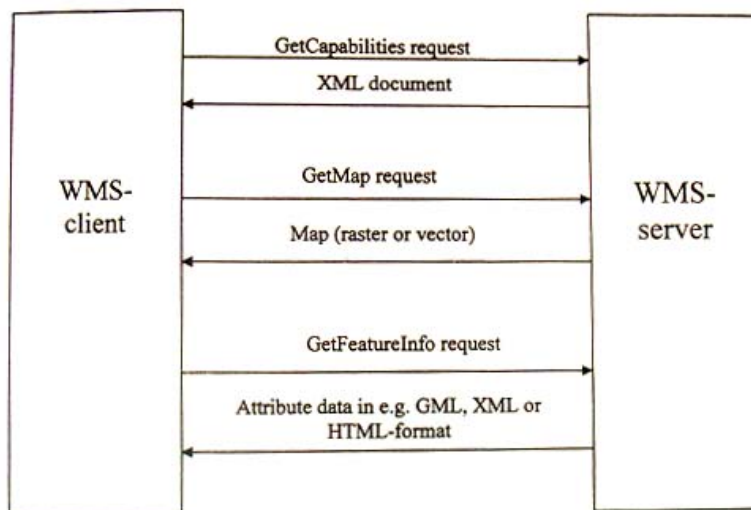 GetCapabilities request
XML document
WMS-
client
GetMap request
WMS-
server
Map (raster or vector)
GetFeatureInfo request
Attribute data in e.g. GML, XML or
HTML-format